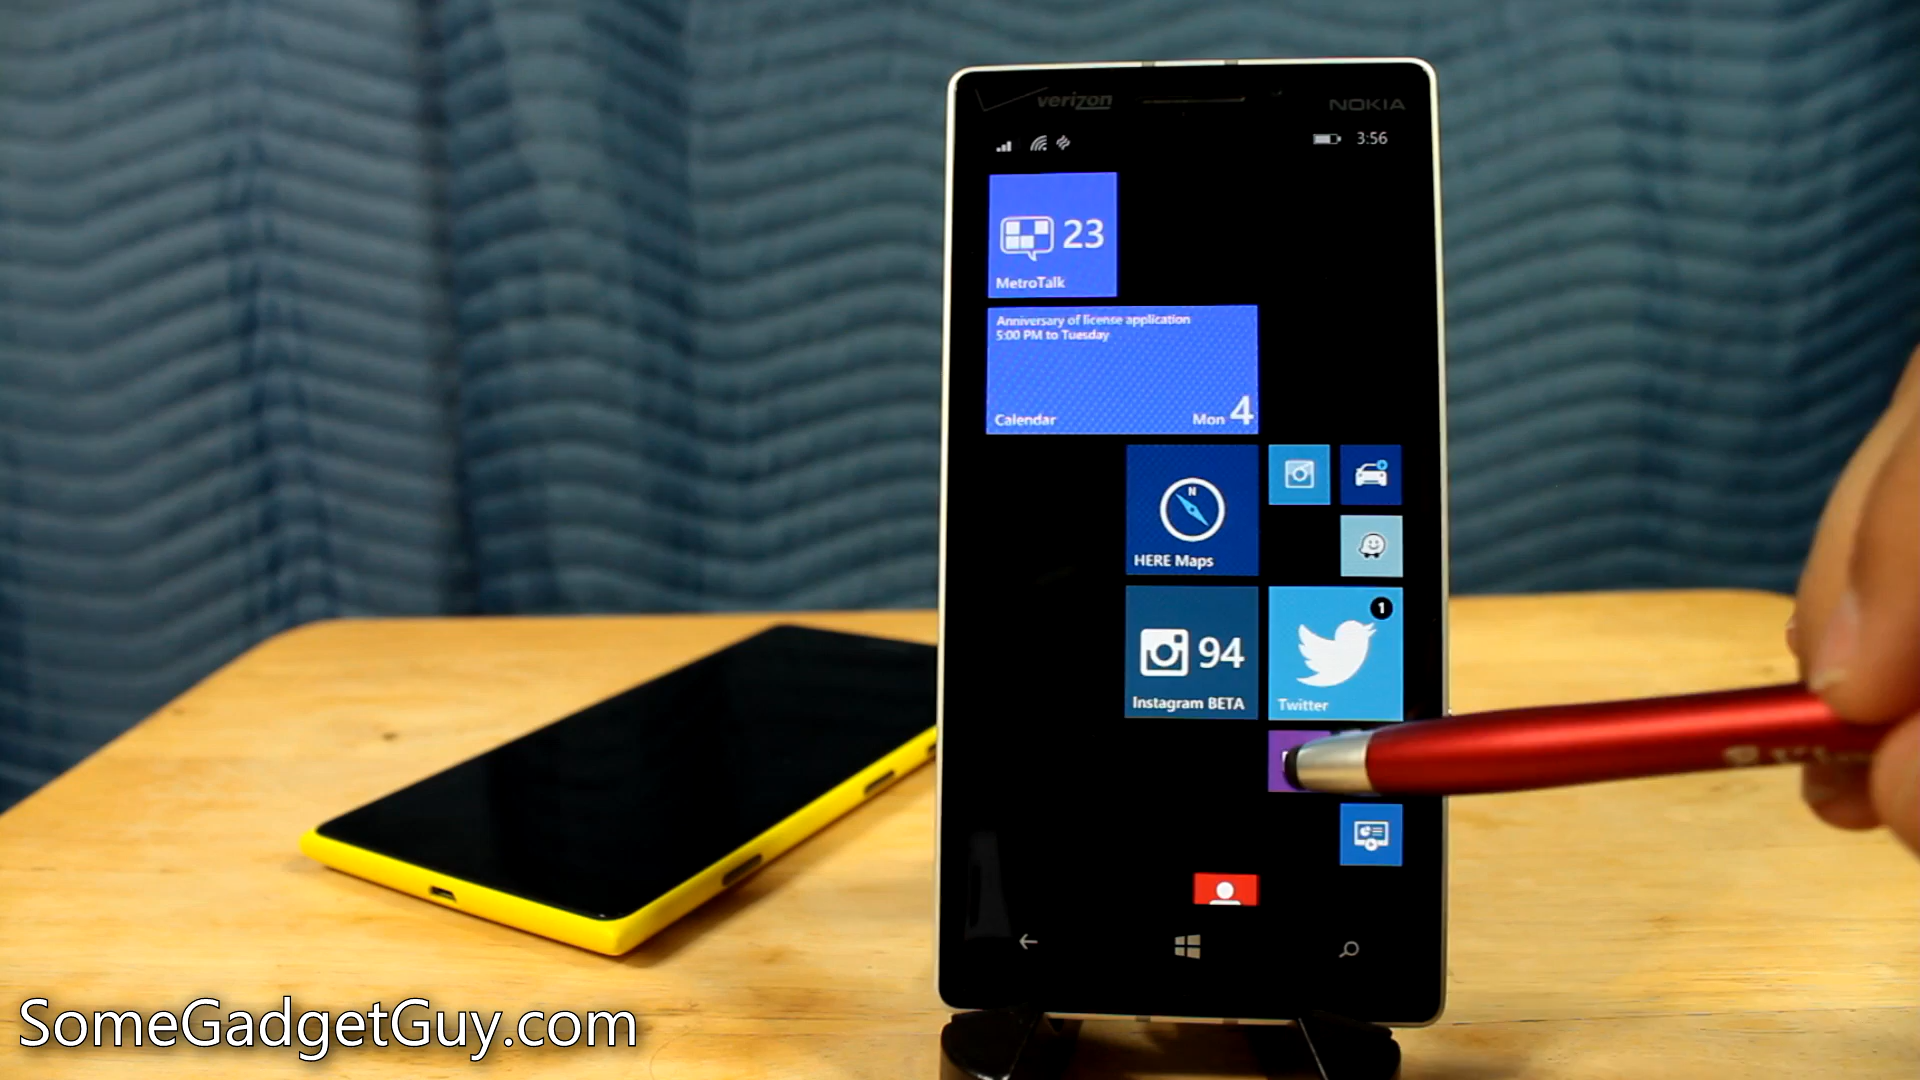 verizon
NOKIA
3:56
23
MetroTalk
Anniversary of license application
5:00 PM to Tuesday
Calendar
Mon 4
N
HERE Maps
94
Instagram BETA
1
Twitter
SomeGadgetGuy.com